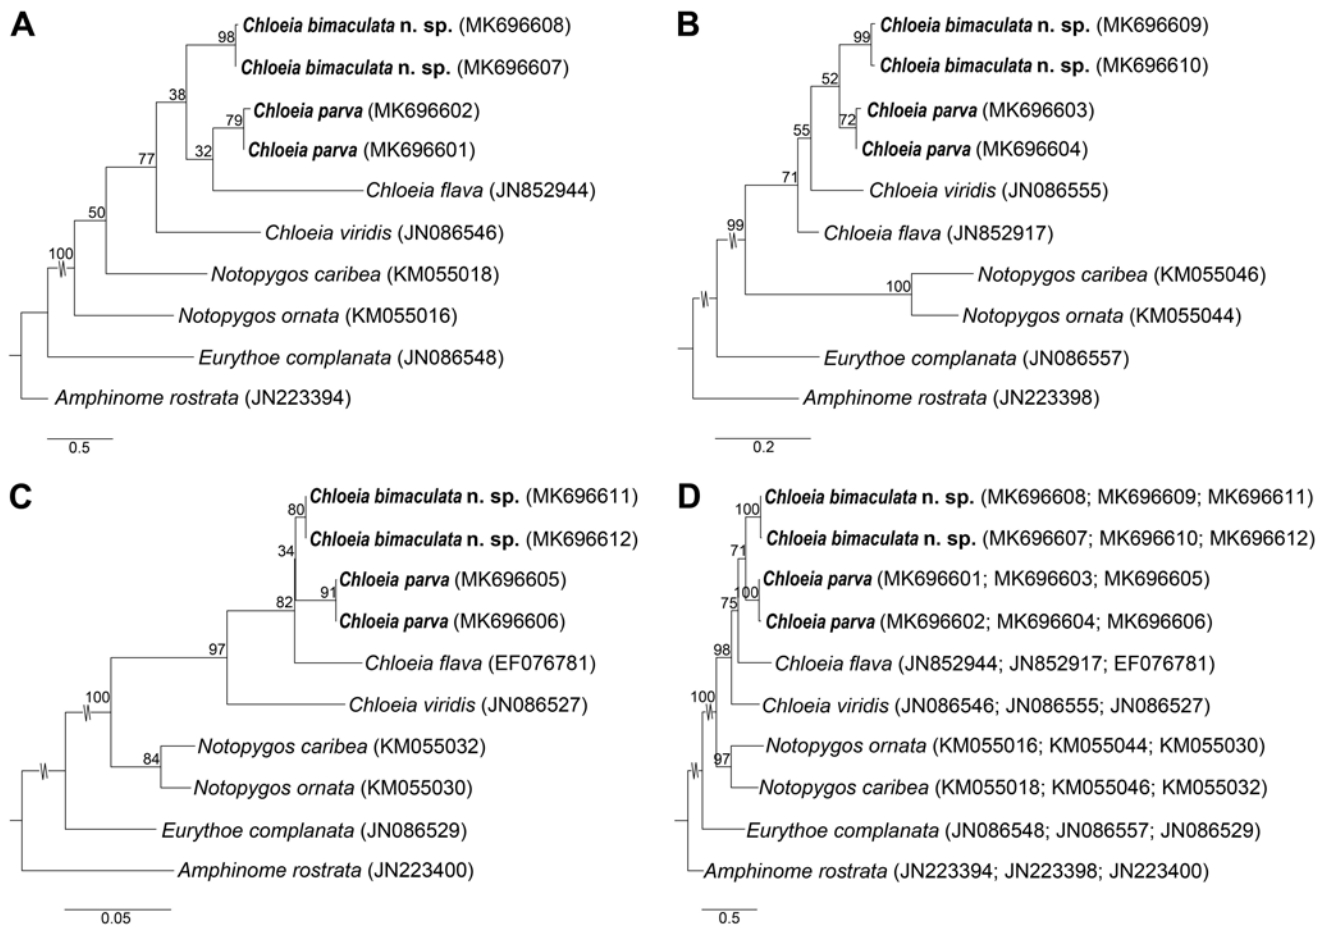 A
98
Chloeia bimaculata n. sp. (MK696608)
Chloeia bimaculata n. sp. (MK696607)
38
79
Chloeia parva (MK696602)
Chloeia parva (MK696601)
32
77
Chloeia flava (JN852944)
50
Chloeia viridis (JN086546)
100
Notopygos caribea (KM055018)
Notopygos ornata (KM055016)
Eurythoe complanata (JN086548)
Amphinome rostrata (JN223394)
0.5
B
99
Chloeia bimaculata n. sp. (MK696609)
Chloeia bimaculata n. sp. (MK696610)
52
72
Chloeia parva (MK696603)
Chloeia parva (MK696604)
55
71
Chloeia viridis (JN086555)
99
Chloeia flava (JN852917)
100
Notopygos caribea (KM055046)
Notopygos ornata (KM055044)
Eurythoe complanata (JN086557)
Amphinome rostrata (JN223398)
0.2
C
80
Chloeia bimaculata n. sp. (MK696611)
Chloeia bimaculata n. sp. (MK696612)
34
91
Chloeia parva (MK696605)
Chloeia parva (MK696606)
82
97
Chloeia flava (EF076781)
100
Chloeia viridis (JN086527)
84
Notopygos caribea (KM055032)
Notopygos ornata (KM055030)
Eurythoe complanata (JN086529)
Amphinome rostrata (JN223400)
0.05
D
100
Chloeia bimaculata n. sp. (MK696608; MK696609; MK696611)
Chloeia bimaculata n. sp. (MK696607; MK696610; MK696612)
71
100
Chloeia parva (MK696601; MK696603; MK696605)
Chloeia parva (MK696602; MK696604; MK696606)
75
98
Chloeia flava (JN852944; JN852917; EF076781)
100
Chloeia viridis (JN086546; JN086555; JN086527)
97
Notopygos ornata (KM055016; KM055044; KM055030)
Notopygos caribea (KM055018; KM055046; KM055032)
Eurythoe complanata (JN086548; JN086557; JN086529)
Amphinome rostrata (JN223394; JN223398; JN223400)
0.5